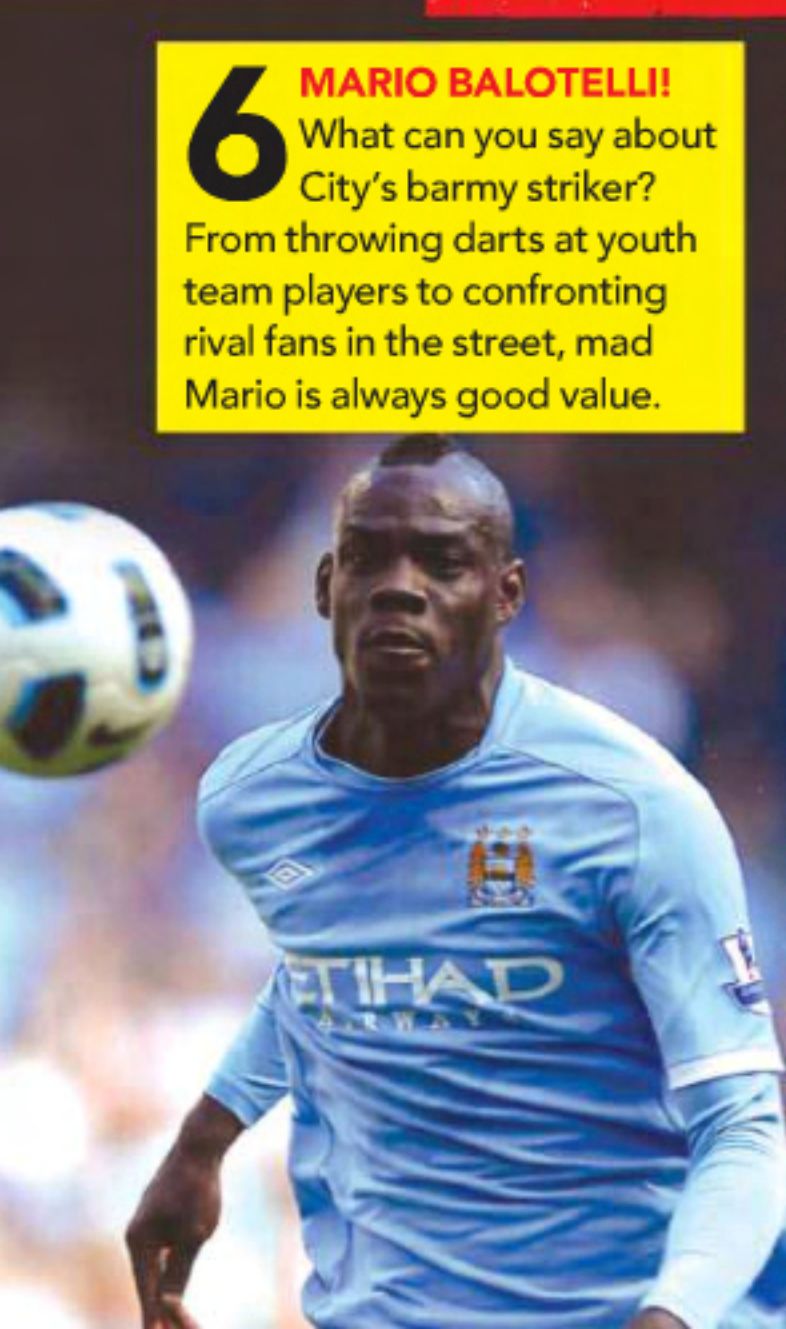 6
MARIO BALOTELLI!
What can you say about
City's barmy striker?
From throwing darts at youth
team players to confronting
rival fans in the street, mad
Mario is always good value.
ETIHAD
AIRWAYS